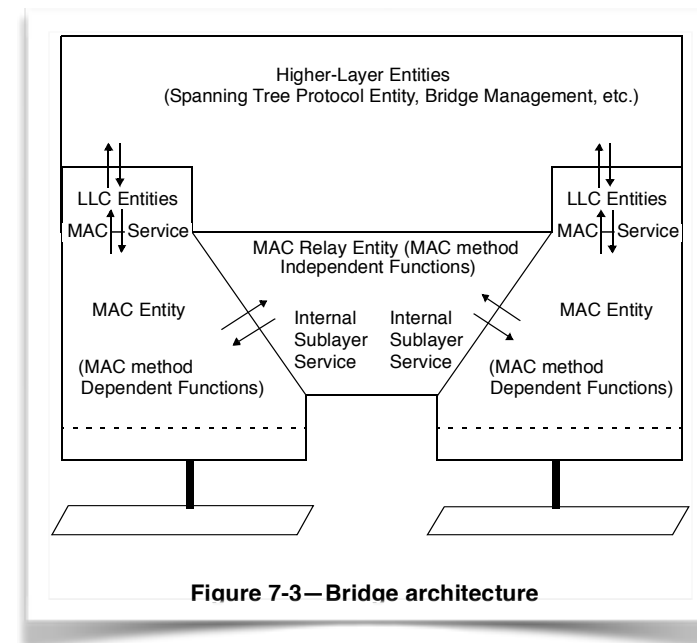 Higher-Layer Entities
(Spanning Tree Protocol Entity, Bridge Management, etc.)
LLC Entities
LLC Entities
MAC Service
MAC Service
MAC Relay Entity (MAC method
Independent Functions)
MAC Entity
MAC Entity
Internal
Sublayer
Service
Internal
Sublayer
Service
(MAC method
Dependent Functions)
(MAC method
Dependent Functions)
Figure 7-3—Bridge architecture